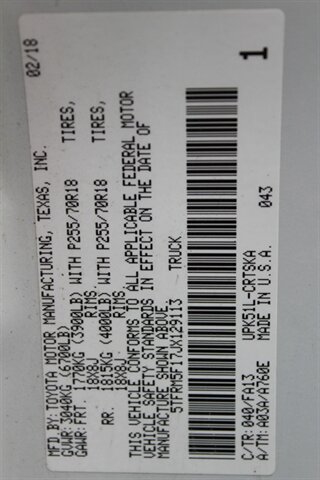 MFD.BY:TOYOTA MOTOR MANUFACTURING, TEXAS, INC. 02/18
GVWR:3040KG(6700LB)
GAWR:FRT. 1770KG(3900LB) WITH P255/70R18 TIRES,
18X8J RIMS.
RR. 1815KG(4000LB) WITH P255/70R18 TIRES,
18X8J RIMS.
THIS VEHICLE CONFORMS TO ALL APPLICABLE FEDERAL MOTOR
VEHICLE SAFETY STANDARDS IN EFFECT ON THE DATE OF
MANUFACTURE SHOWN ABOVE.
5TFRM5F17JX129113 TRUCK
C/TR: 040/FA13 UPK51L-CRTSKA
A/TM: A03A/A760E MADE IN U.S.A. 043
1